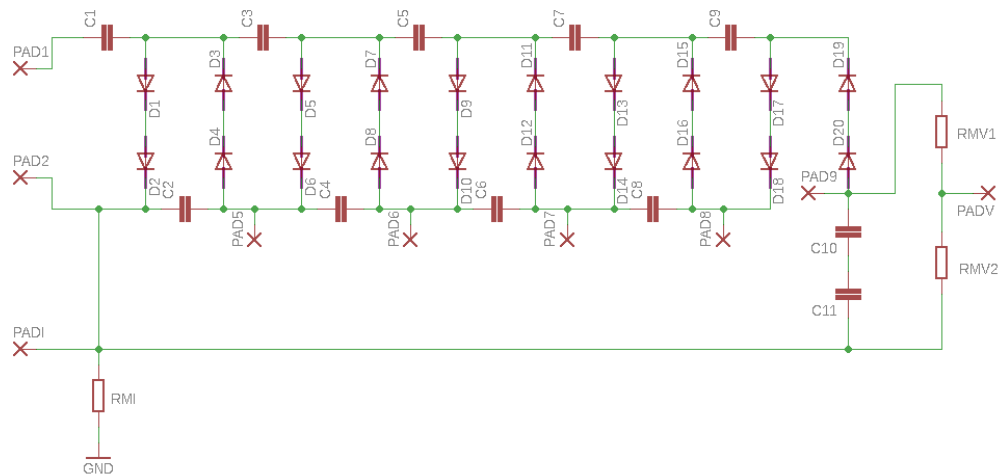 C1
C3
C5
C7
C9
PAD1
D3
D7
D11
D15
D19
D1
D5
D9
D13
D17
RMV1
PAD2
D4
D8
D12
D16
D20
D2
C2
D6
C4
D10
C6
D14
C8
D18
PAD9
PADV
PAD5
PAD6
PAD7
PAD8
C10
RMV2
C11
PADI
RMI
GND